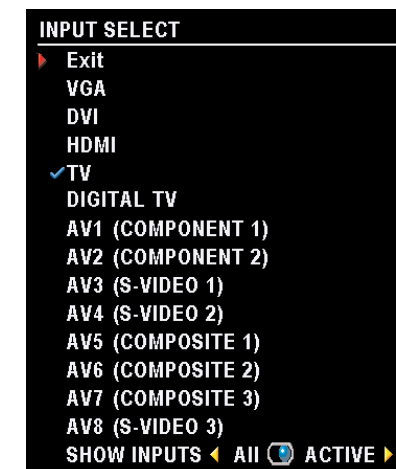 INPUT SELECT
Exit
VGA
DVI
HDMI
TV
DIGITAL TV
AV1 (COMPONENT 1)
AV2 (COMPONENT 2)
AV3 (S-VIDEO 1)
AV4 (S-VIDEO 2)
AV5 (COMPOSITE 1)
AV6 (COMPOSITE 2)
AV7 (COMPOSITE 3)
AV8 (S-VIDEO 3)
SHOW INPUTS All ACTIVE